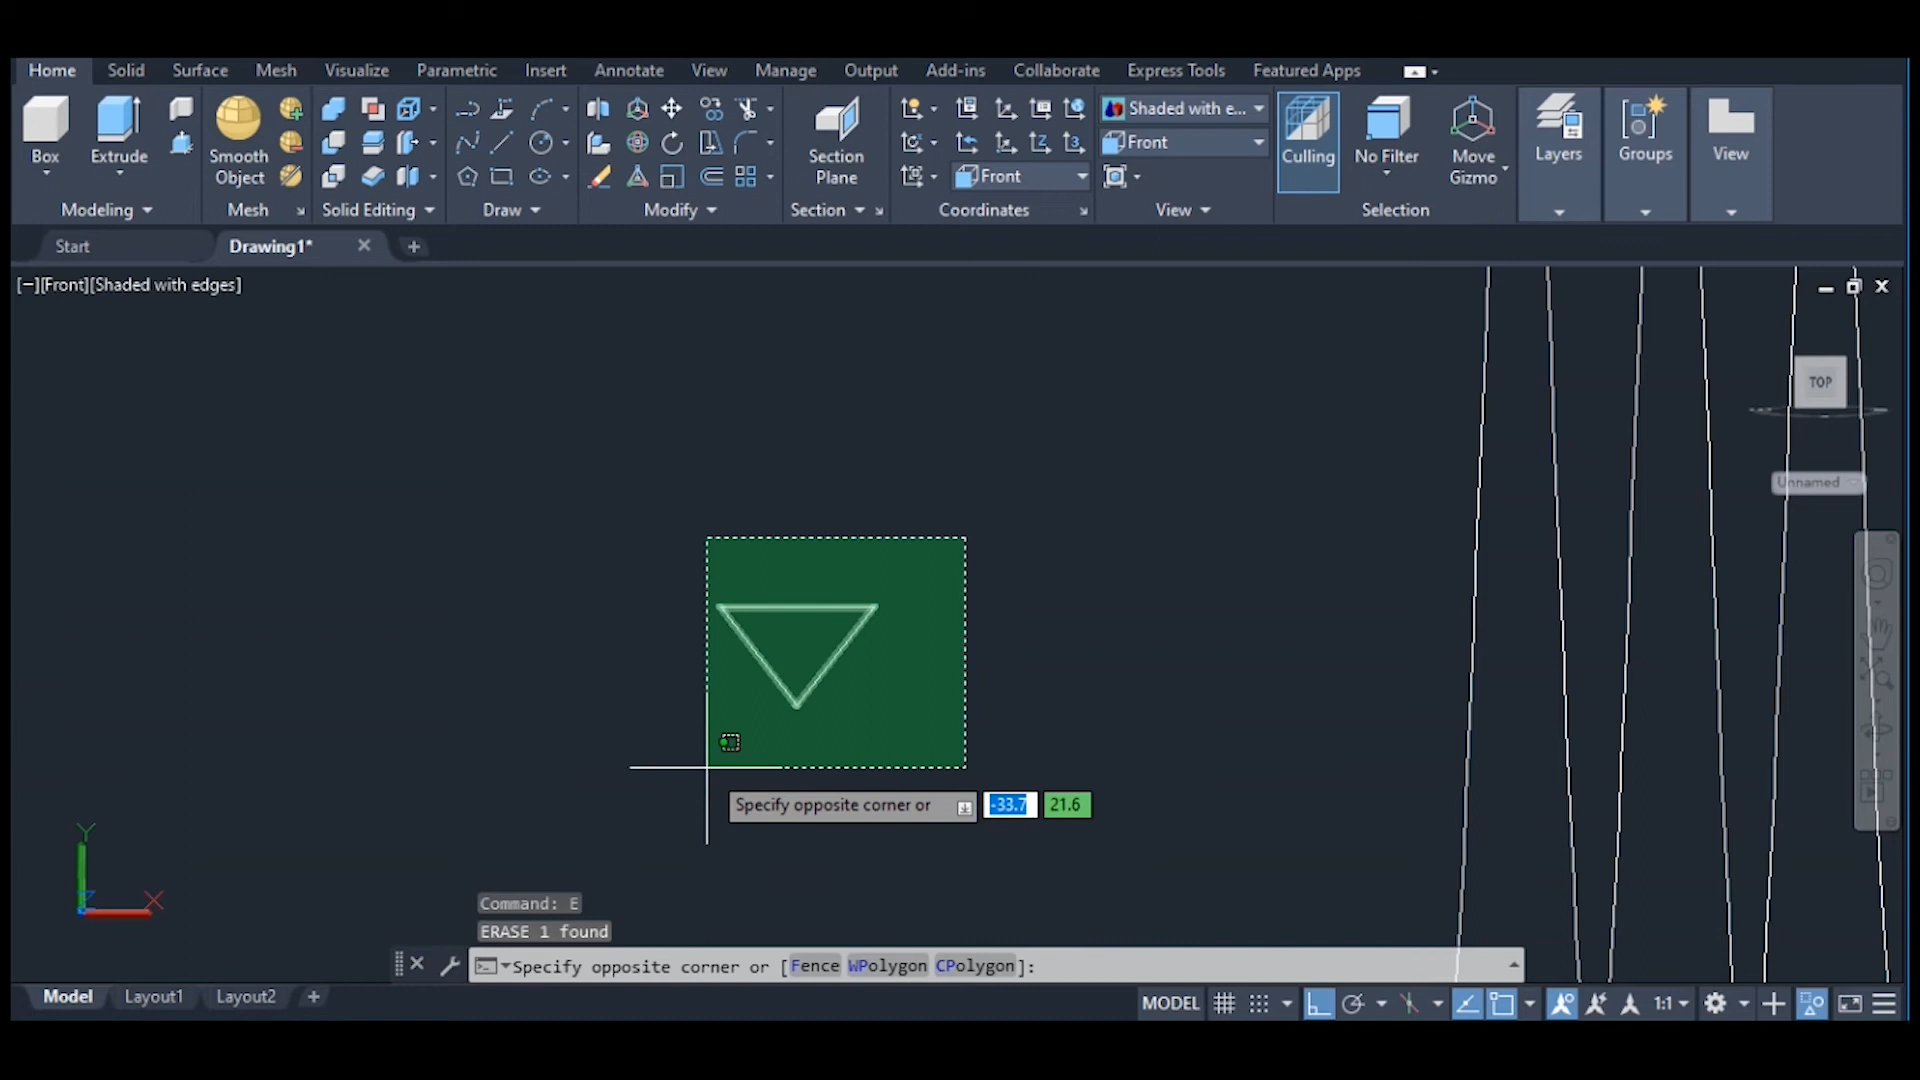 Home Solid Surface Mesh Visualize Parametric Insert Annotate View Manage Output Add-ins Collaborate Express Tools Featured Apps
Box
Extrude
Smooth Object
Section Plane
Shaded with e...
Front
Front
Culling
No Filter
Move Gizmo
Layers
Groups
View
Modeling
Mesh
Solid Editing
Draw
Modify
Section
Coordinates
View
Selection
Start
Drawing1*
[−][Front][Shaded with edges]
TOP
Unnamed
Specify opposite corner or -33.7 21.6
Y
Z
X
Command: E
ERASE 1 found
Specify opposite corner or [Fence WPolygon CPolygon]:
Model Layout1 Layout2
MODEL
1:1